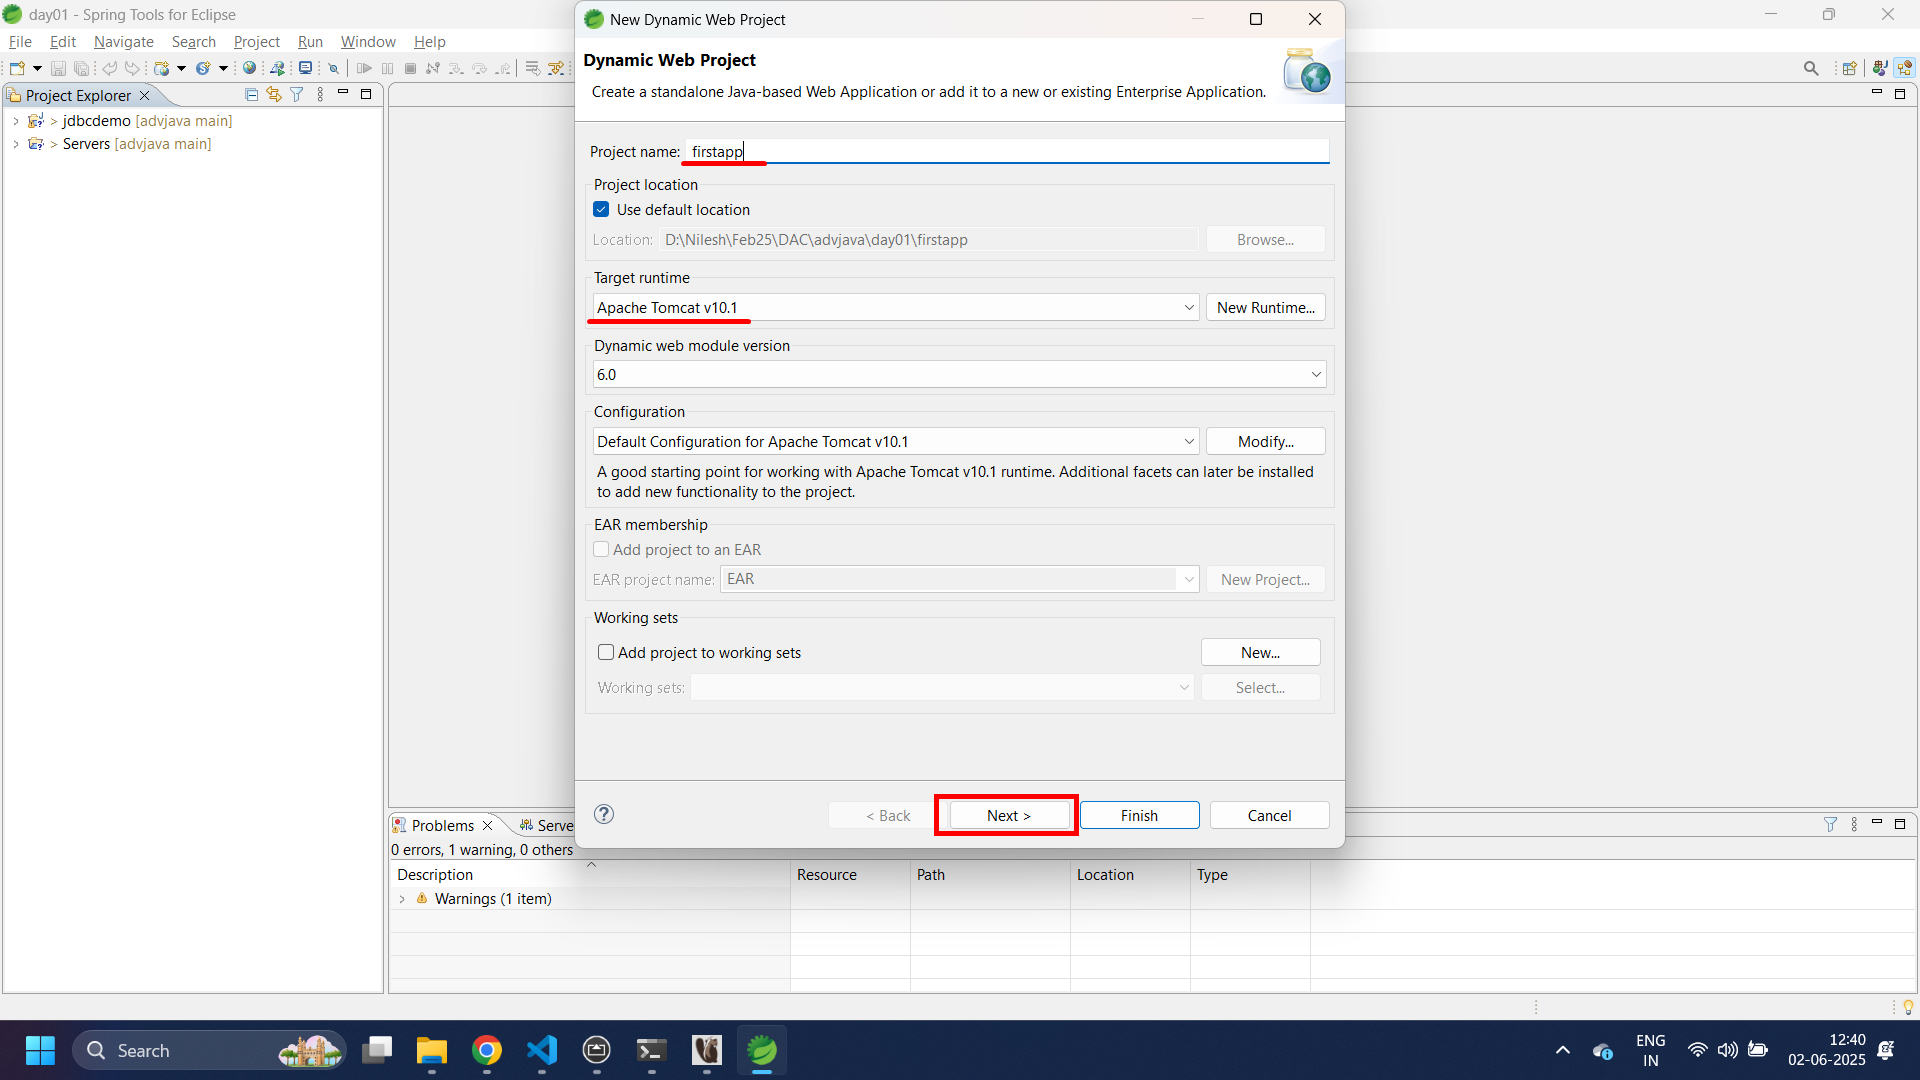 day01 - Spring Tools for Eclipse
File Edit Navigate Search Project Run Window Help
Project Explorer
> jdbcdemo [advjava main]
> Servers [advjava main]
New Dynamic Web Project
Dynamic Web Project
Create a standalone Java-based Web Application or add it to a new or existing Enterprise Application.
Project name: firstapp
Project location
Use default location
Location: D:\Nilesh\Feb25\DAC\advjava\day01\firstapp Browse...
Target runtime
Apache Tomcat v10.1 New Runtime...
Dynamic web module version
6.0
Configuration
Default Configuration for Apache Tomcat v10.1 Modify...
A good starting point for working with Apache Tomcat v10.1 runtime. Additional facets can later be installed
to add new functionality to the project.
EAR membership
Add project to an EAR
EAR project name: EAR New Project...
Working sets
Add project to working sets New...
Working sets: Select...
? < Back Next > Finish Cancel
Problems Serve
0 errors, 1 warning, 0 others
Description Resource Path Location Type
Warnings (1 item)
Search
ENG
IN
12:40
02-06-2025